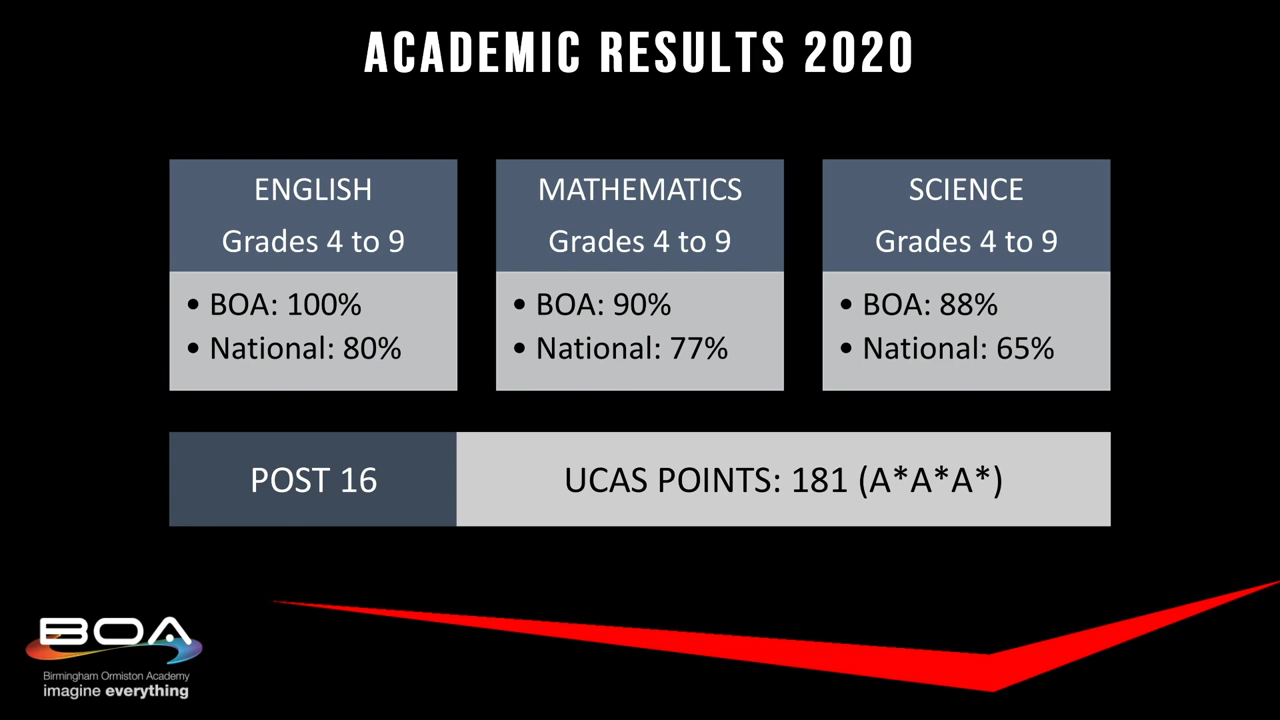 ACADEMIC RESULTS 2020
ENGLISH
Grades 4 to 9
• BOA: 100%
• National: 80%
MATHEMATICS
Grades 4 to 9
• BOA: 90%
• National: 77%
SCIENCE
Grades 4 to 9
• BOA: 88%
• National: 65%
POST 16
UCAS POINTS: 181 (A*A*A*)
BOA
Birmingham Ormiston Academy
imagine everything